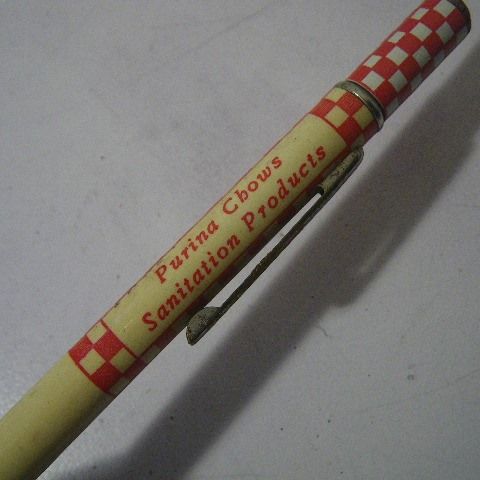 Purina Chows
Sanitation Products